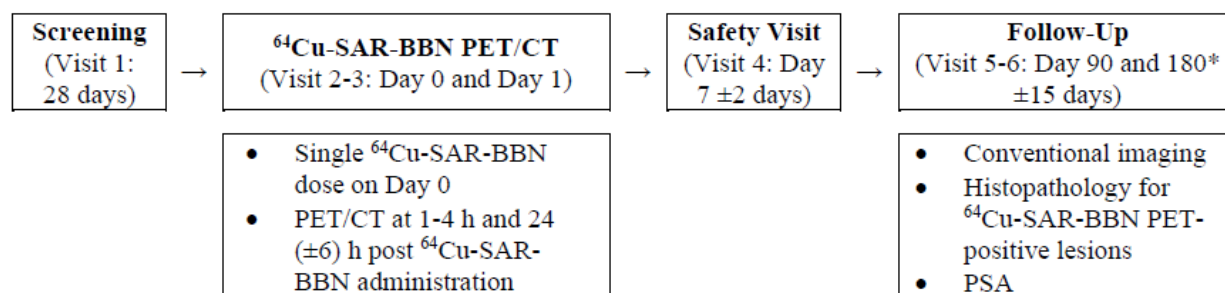 Screening
(Visit 1:
28 days)
→
⁶⁴Cu-SAR-BBN PET/CT
(Visit 2-3: Day 0 and Day 1)
→
Safety Visit
(Visit 4: Day
7 ±2 days)
→
Follow-Up
(Visit 5-6: Day 90 and 180*
±15 days)
• Single ⁶⁴Cu-SAR-BBN
dose on Day 0
• PET/CT at 1-4 h and 24
(±6) h post ⁶⁴Cu-SAR-
BBN administration
• Conventional imaging
• Histopathology for
⁶⁴Cu-SAR-BBN PET-
positive lesions
• PSA